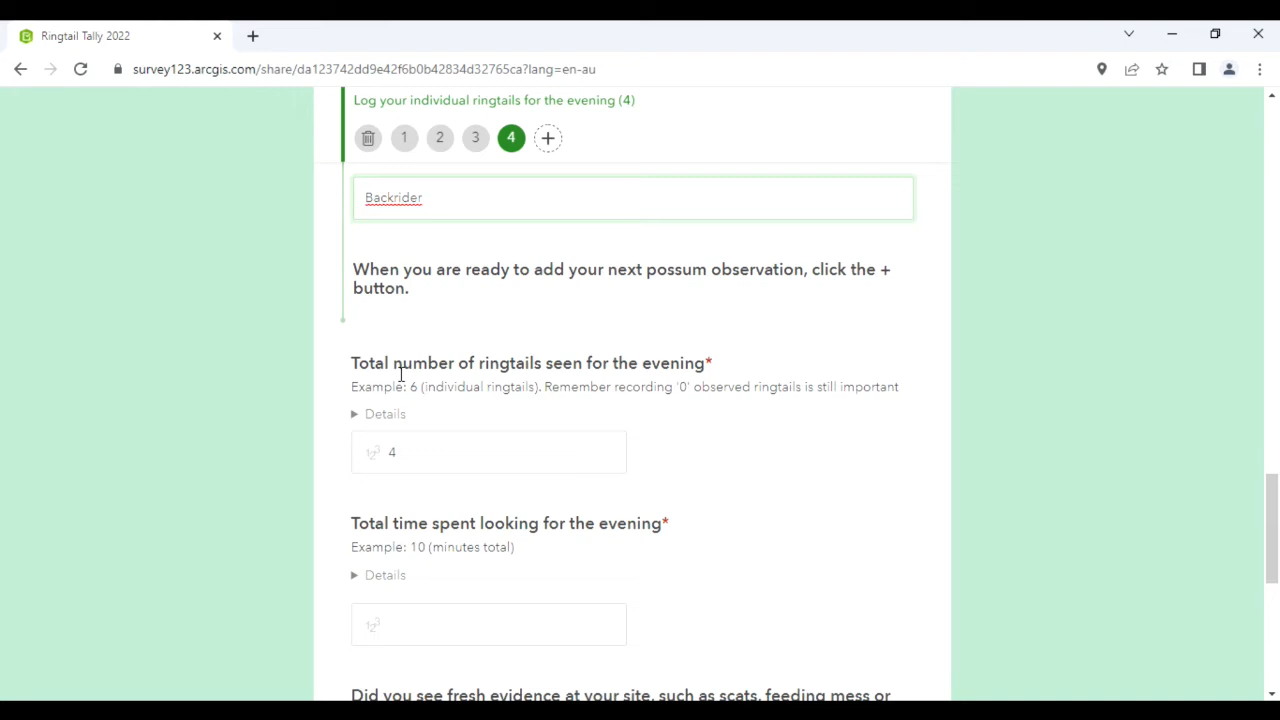 Ringtail Tally 2022
survey123.arcgis.com/share/da123742dd9e42f6b0b42834d32765ca?lang=en-au
Log your individual ringtails for the evening (4)
1 2 3 4 +
Backrider
When you are ready to add your next possum observation, click the +
button.
Total number of ringtails seen for the evening*
Example: 6 (individual ringtails). Remember recording '0' observed ringtails is still important
Details
123 4
Total time spent looking for the evening*
Example: 10 (minutes total)
Details
123
Did you see fresh evidence at your site, such as scats, feeding mess or